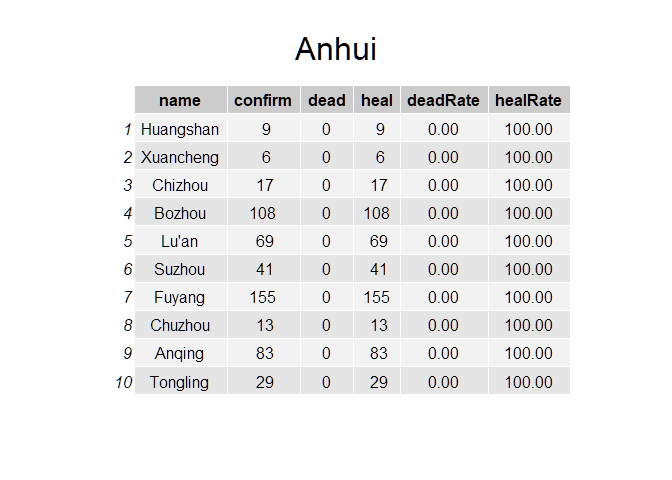 Anhui
name confirm dead heal deadRate healRate
1 Huangshan 9 0 9 0.00 100.00
2 Xuancheng 6 0 6 0.00 100.00
3 Chizhou 17 0 17 0.00 100.00
4 Bozhou 108 0 108 0.00 100.00
5 Lu'an 69 0 69 0.00 100.00
6 Suzhou 41 0 41 0.00 100.00
7 Fuyang 155 0 155 0.00 100.00
8 Chuzhou 13 0 13 0.00 100.00
9 Anqing 83 0 83 0.00 100.00
10 Tongling 29 0 29 0.00 100.00